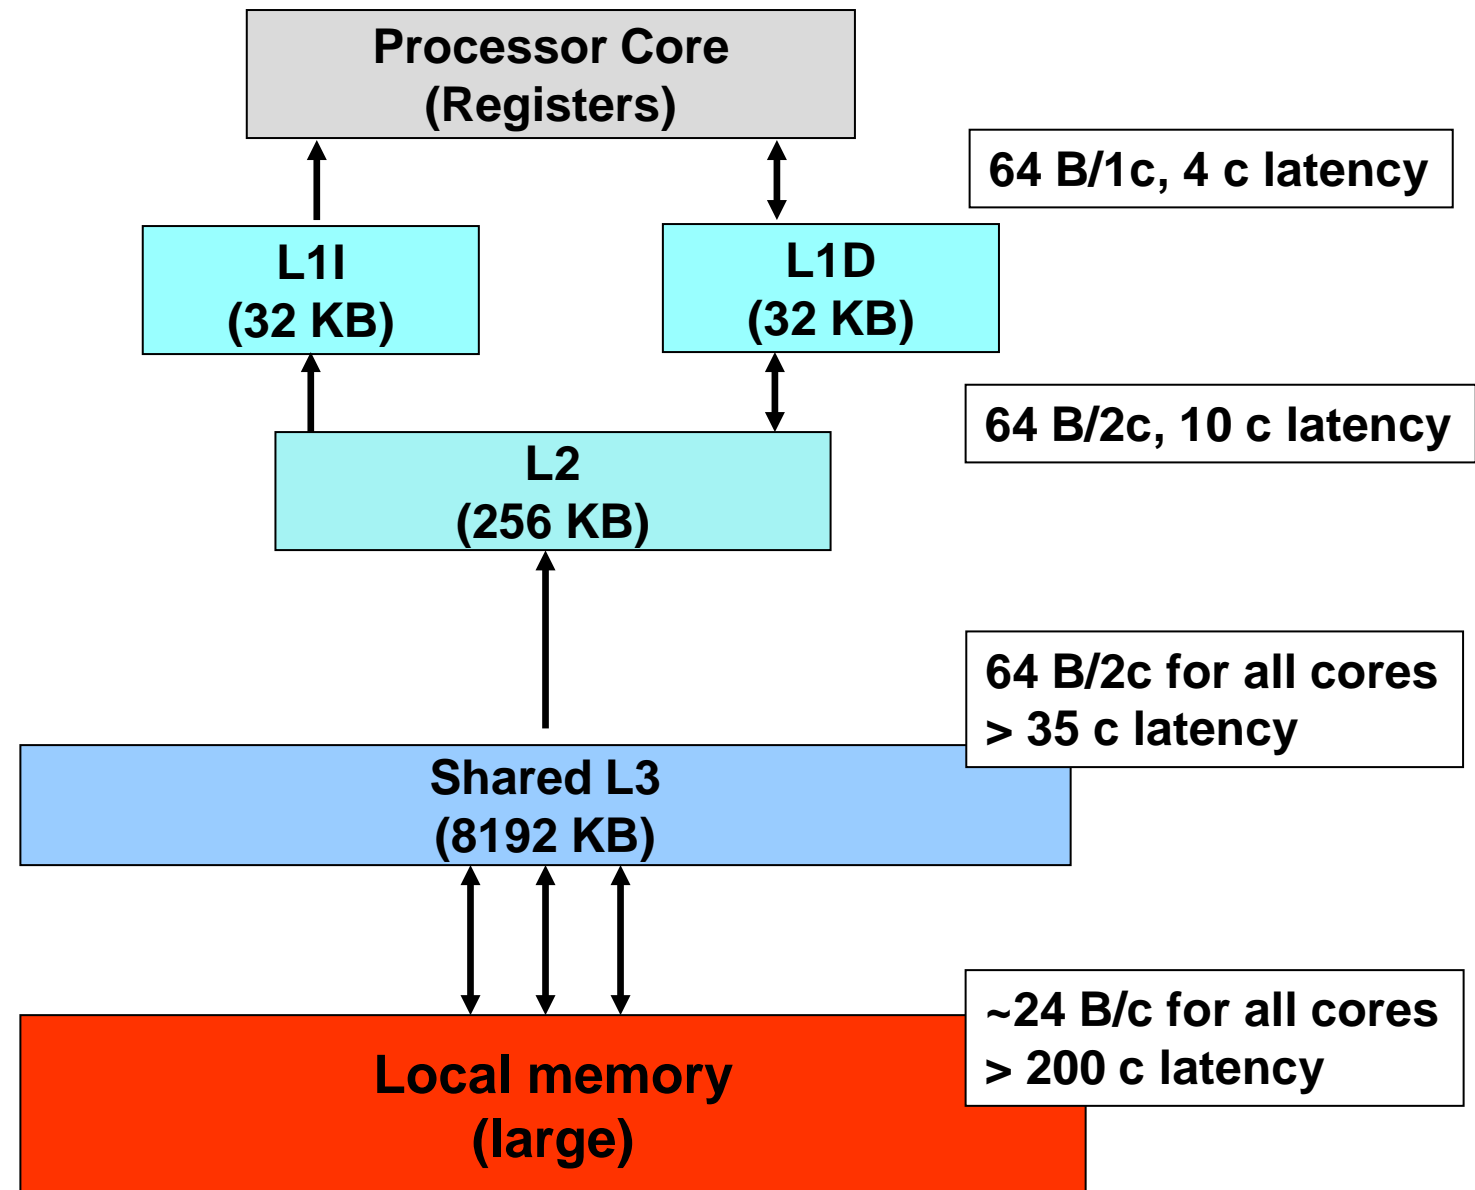 Processor Core
(Registers)
64 B/1c, 4 c latency
L1I
(32 KB)
L1D
(32 KB)
64 B/2c, 10 c latency
L2
(256 KB)
64 B/2c for all cores
> 35 c latency
Shared L3
(8192 KB)
~24 B/c for all cores
> 200 c latency
Local memory
(large)